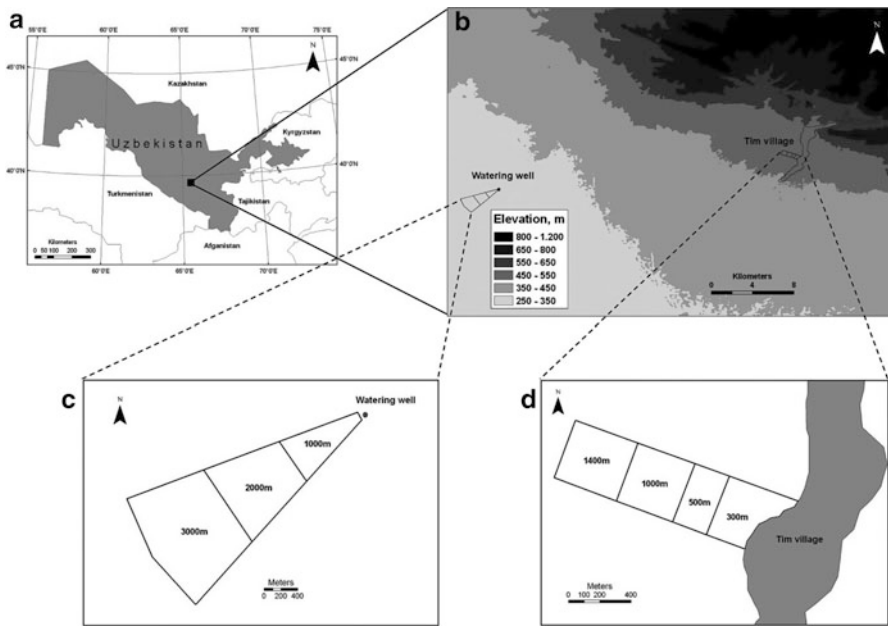 a
N
55°0'E
60°0'E
65°0'E
70°0'E
45°0'N
45°0'N
Kazakhstan
Uzbekistan
Kyrgyzstan
40°0'N
40°0'N
Turkmenistan
Tajikistan
Afganistan
Kilometers
0 50 100 200 300
60°0'E
65°0'E
70°0'E
b
N
Tim village
Watering well
Elevation, m
800 - 1.200
650 - 800
550 - 650
450 - 550
350 - 450
250 - 350
Kilometers
0 4 8
c
N
Watering well
1000m
2000m
3000m
Meters
0 200 400
d
N
1400m
1000m
500m
300m
Tim village
Meters
0 100 200 400